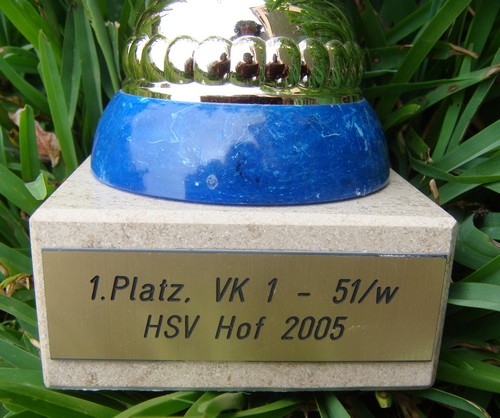 1.Platz, VK 1 - 51/w
HSV Hof 2005